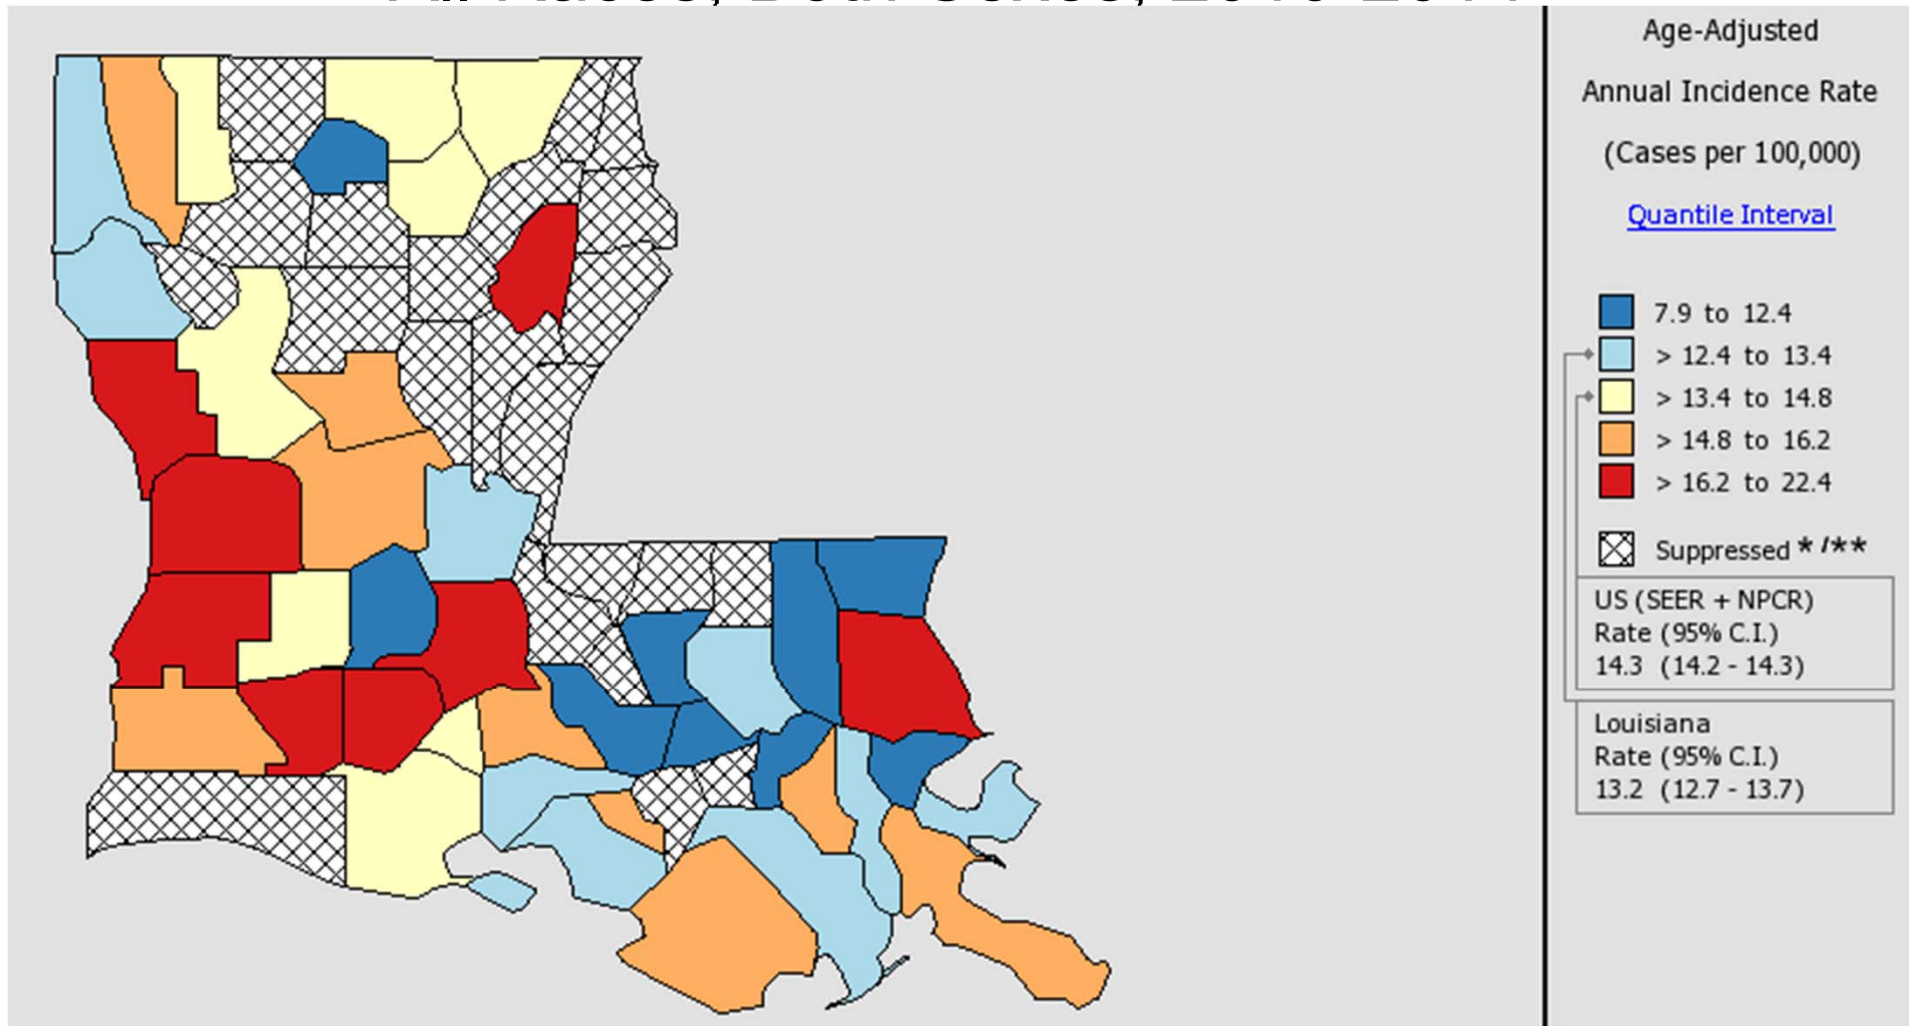 Age-Adjusted
Annual Incidence Rate
(Cases per 100,000)
Quantile Interval
7.9 to 12.4
> 12.4 to 13.4
> 13.4 to 14.8
> 14.8 to 16.2
> 16.2 to 22.4
Suppressed * /**
US (SEER + NPCR)
Rate (95% C.I.)
14.3 (14.2 - 14.3)
Louisiana
Rate (95% C.I.)
13.2 (12.7 - 13.7)